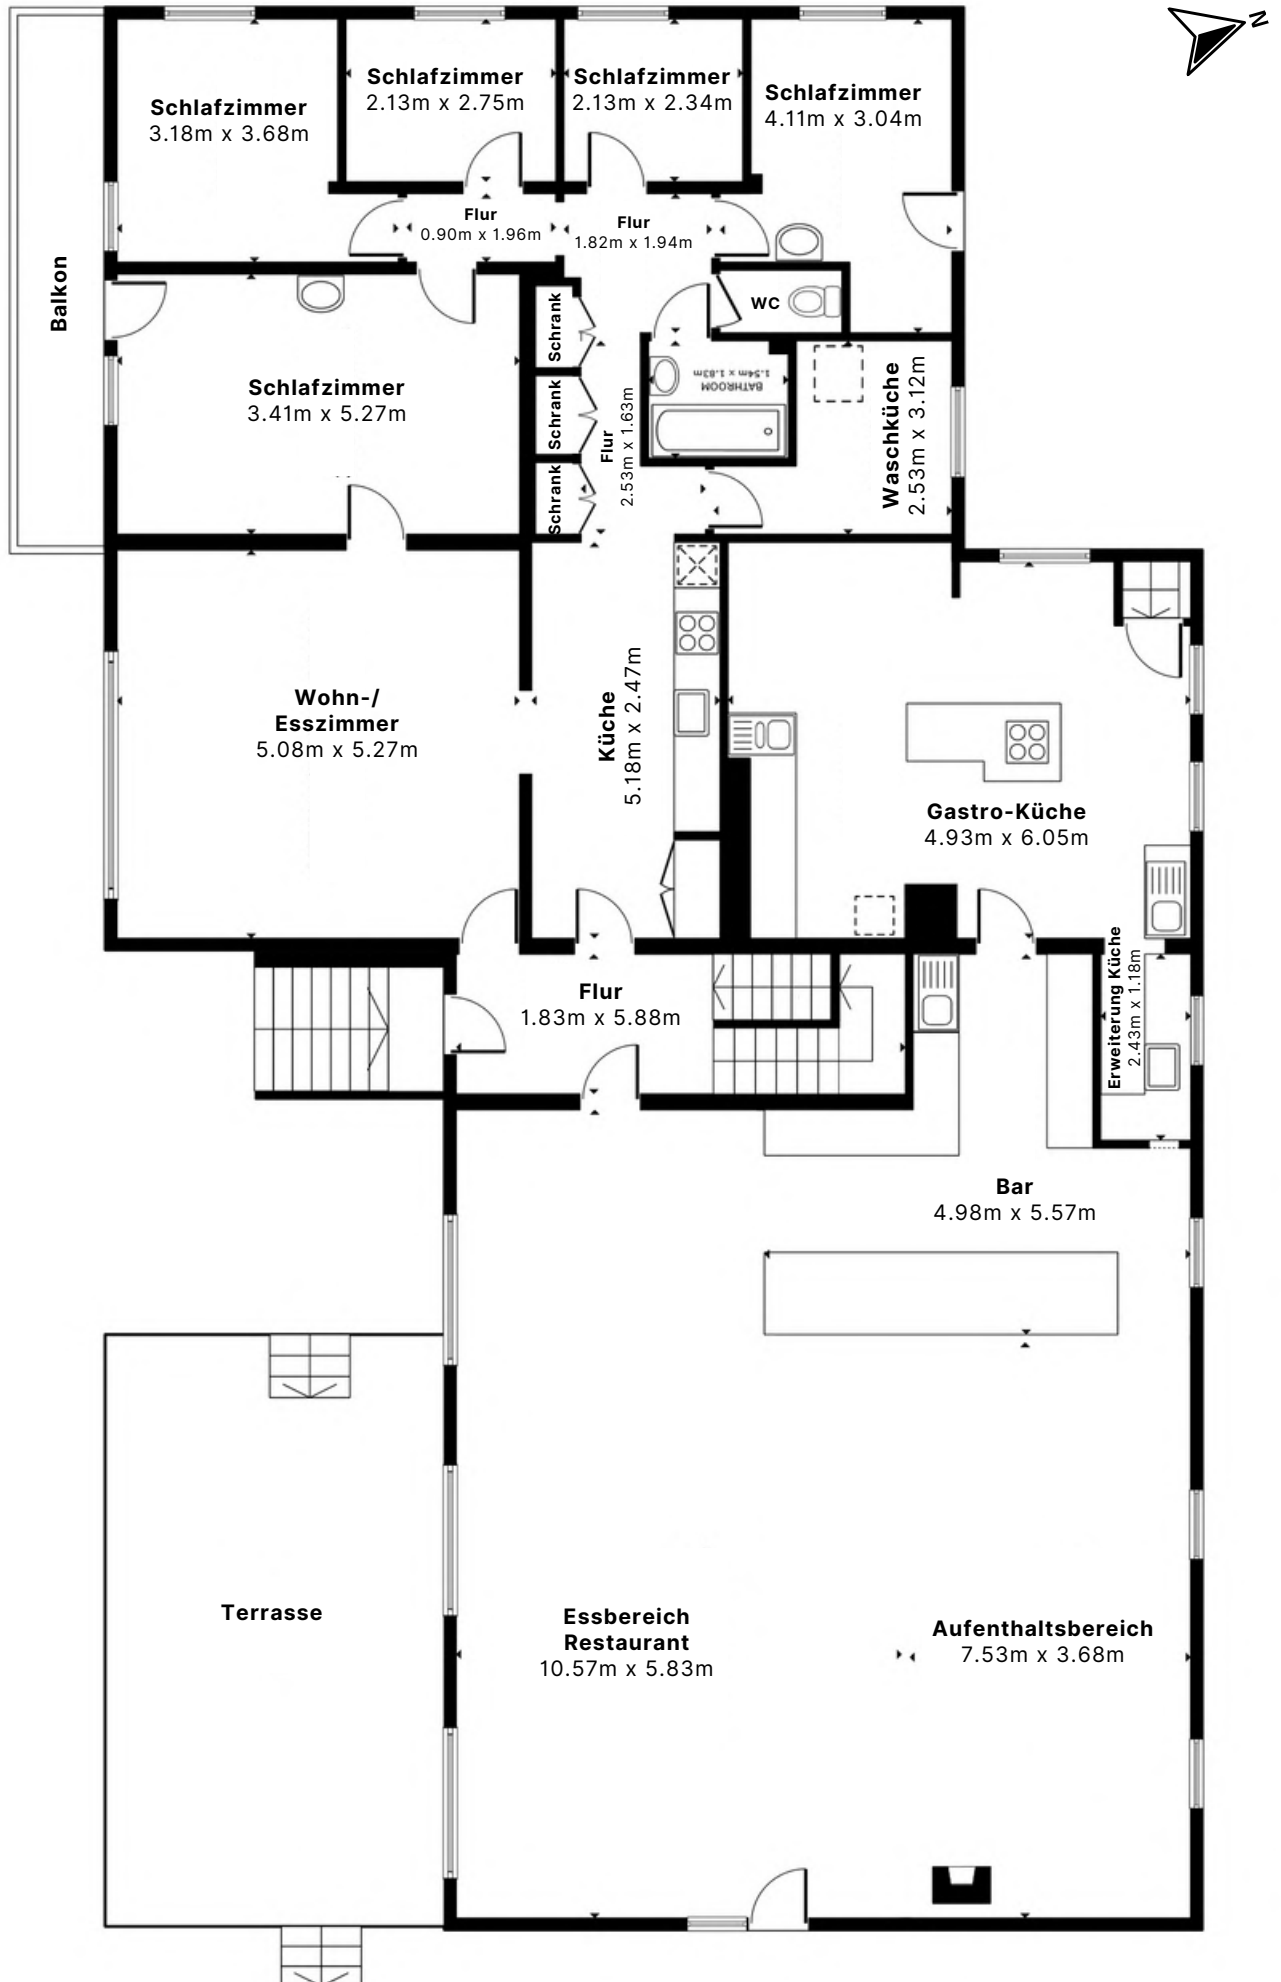 N
Schlafzimmer
3.18m x 3.68m
Schlafzimmer
2.13m x 2.75m
Schlafzimmer
2.13m x 2.34m
Schlafzimmer
4.11m x 3.04m
Flur
0.90m x 1.96m
Flur
1.82m x 1.94m
Balkon
WC
Schrank
Schrank
Schrank
Schlafzimmer
3.41m x 5.27m
Flur
2.53m x 1.63m
BATHROOM
1.54m x 1.83m
Waschküche
2.53m x 3.12m
Wohn-/
Esszimmer
5.08m x 5.27m
Küche
5.18m x 2.47m
Gastro-Küche
4.93m x 6.05m
Flur
1.83m x 5.88m
Erweiterung Küche
2.43m x 1.18m
Bar
4.98m x 5.57m
Terrasse
Essbereich
Restaurant
10.57m x 5.83m
Aufenthaltsbereich
7.53m x 3.68m